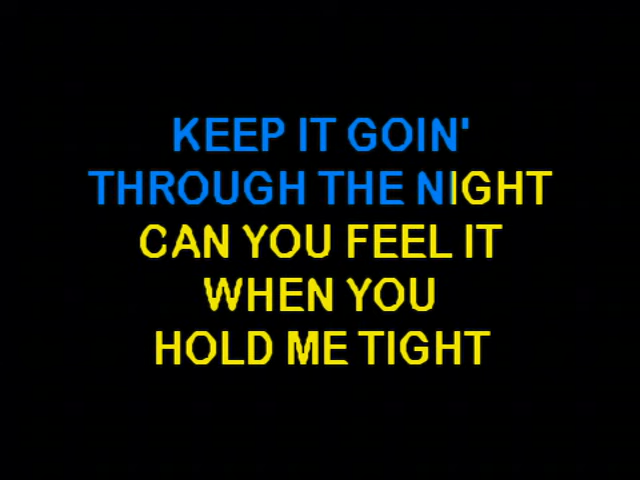 KEEP IT GOIN'
THROUGH THE NIGHT
CAN YOU FEEL IT
WHEN YOU
HOLD ME TIGHT